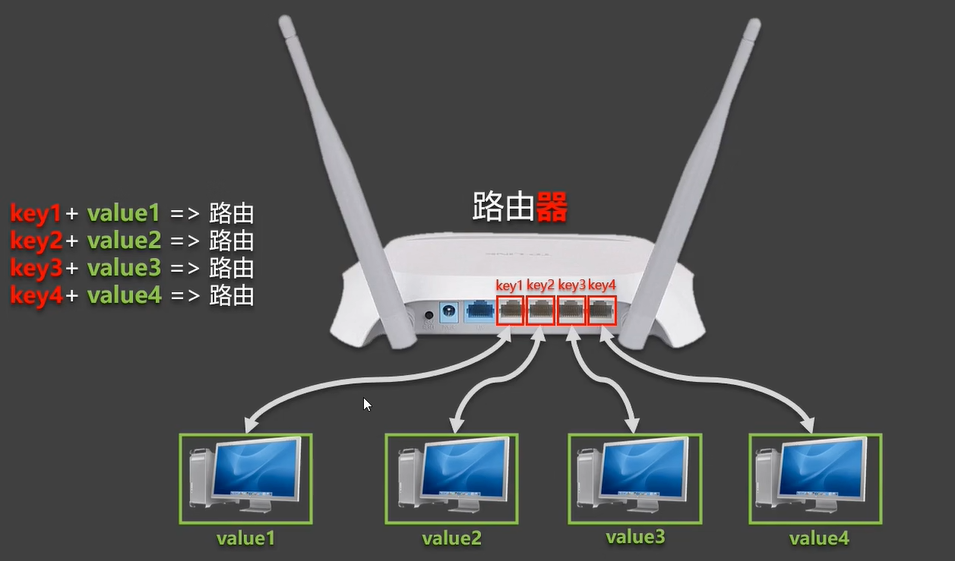 路由器
key1+ value1 => 路由
key2+ value2 => 路由
key3+ value3 => 路由
key4+ value4 => 路由
key1 key2 key3 key4
value1 value2 value3 value4